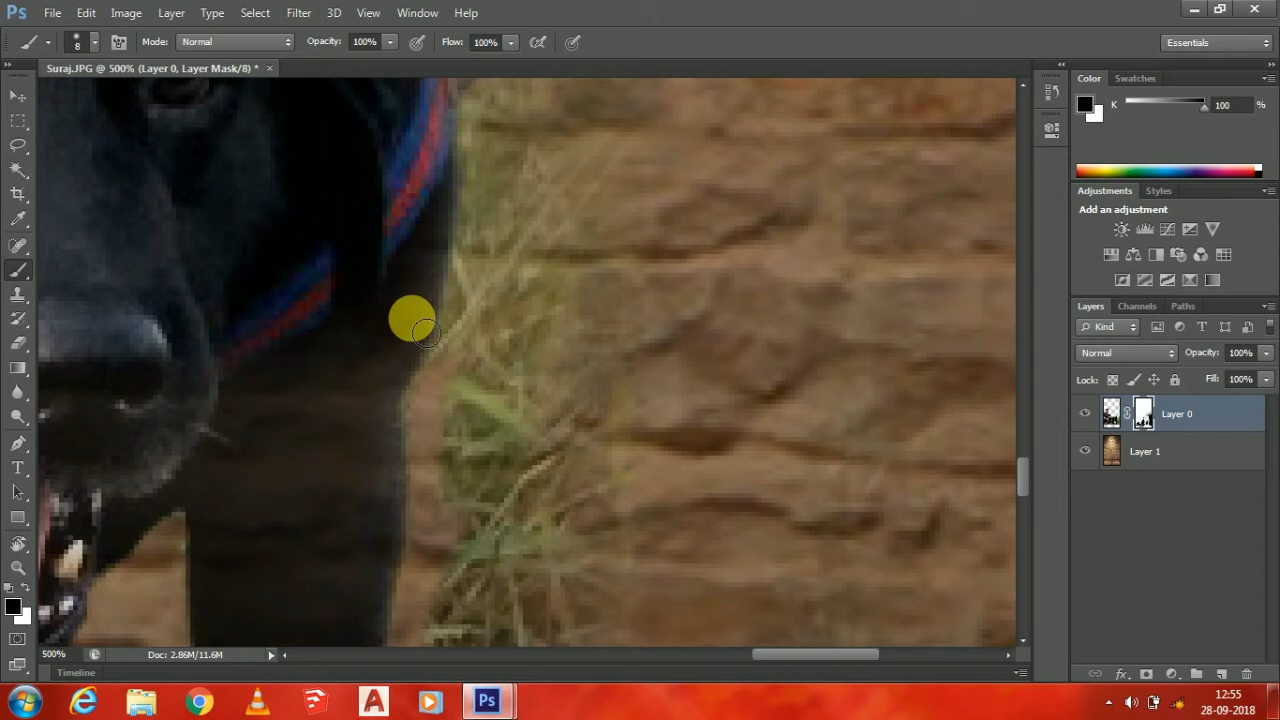 Ps File Edit Image Layer Type Select Filter 3D View Window Help
8 Mode: Normal Opacity: 100% Flow: 100% Essentials
Suraj.JPG @ 500% (Layer 0, Layer Mask/8) * ×
Color Swatches
K 100 %
Adjustments Styles
Add an adjustment
Layers Channels Paths
Kind
Normal Opacity: 100%
Lock: Fill: 100%
Layer 0
Layer 1
500% Doc: 2.86M/11.6M
Timeline
Ps
12:55
28-09-2018